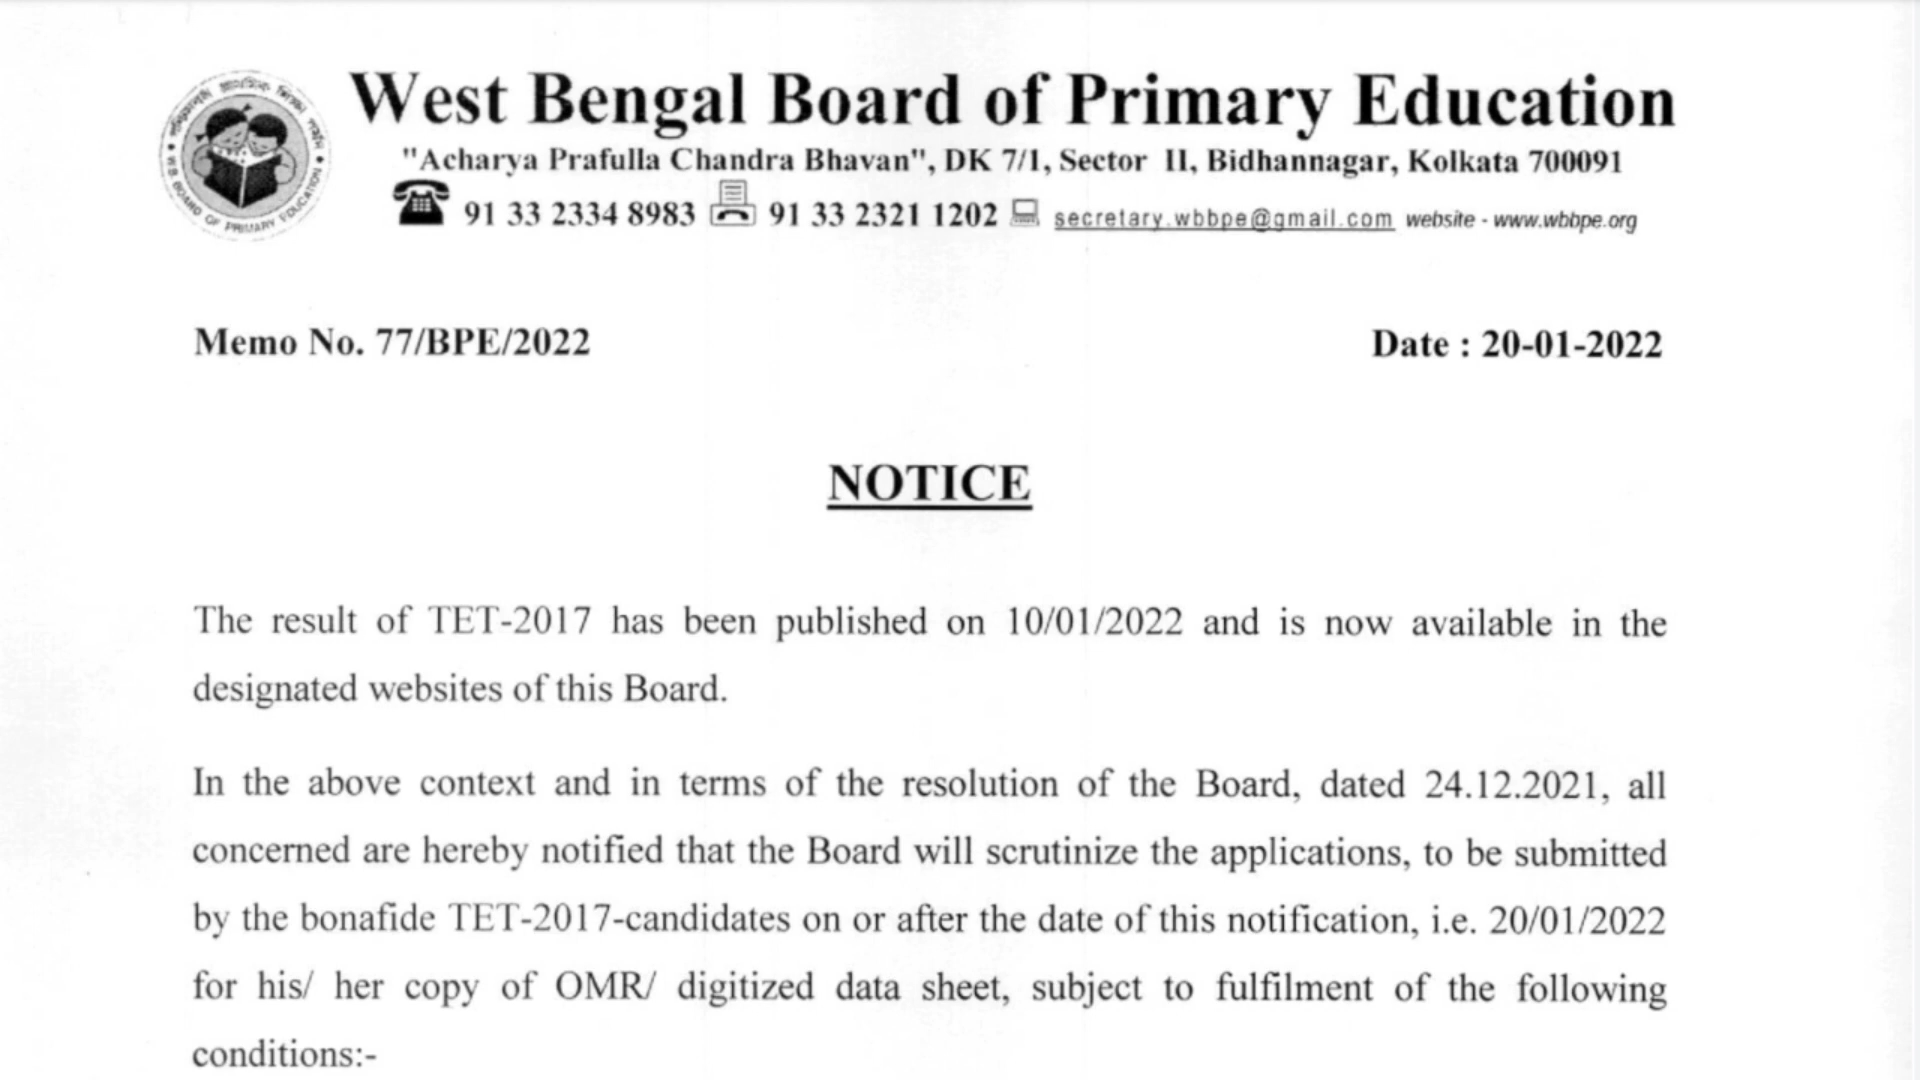 West Bengal Board of Primary Education
"Acharya Prafulla Chandra Bhavan", DK 7/1, Sector II, Bidhannagar, Kolkata 700091
91 33 2334 8983 91 33 2321 1202 secretary.wbbpe@gmail.com website - www.wbbpe.org
W.B. BOARD OF PRIMARY EDUCATION
Memo No. 77/BPE/2022
Date : 20-01-2022
NOTICE
The result of TET-2017 has been published on 10/01/2022 and is now available in the
designated websites of this Board.
In the above context and in terms of the resolution of the Board, dated 24.12.2021, all
concerned are hereby notified that the Board will scrutinize the applications, to be submitted
by the bonafide TET-2017-candidates on or after the date of this notification, i.e. 20/01/2022
for his/ her copy of OMR/ digitized data sheet, subject to fulfilment of the following
conditions:-